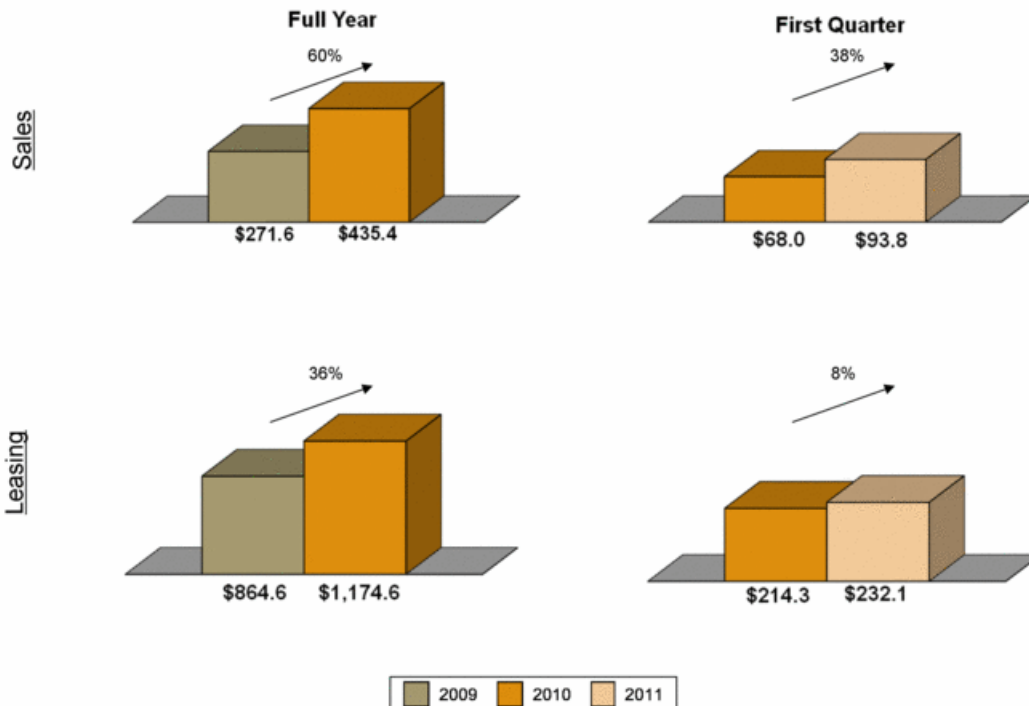 Full Year
First Quarter
60%
38%
Sales
$271.6 $435.4
$68.0 $93.8
36%
8%
Leasing
$864.6 $1,174.6
$214.3 $232.1
2009 2010 2011